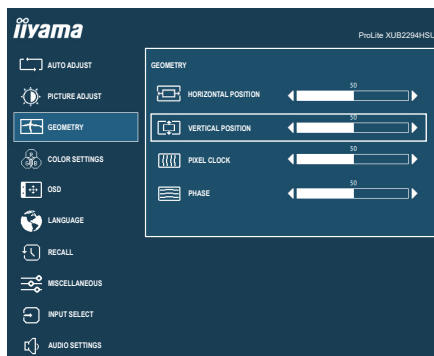 iiyama
ProLite XUB2294HSU
AUTO ADJUST
PICTURE ADJUST
GEOMETRY
COLOR SETTINGS
R
G B
OSD
LANGUAGE
RECALL
MISCELLANEOUS
INPUT SELECT
AUDIO SETTINGS
GEOMETRY
HORIZONTAL POSITION
50
VERTICAL POSITION
50
PIXEL CLOCK
50
PHASE
50